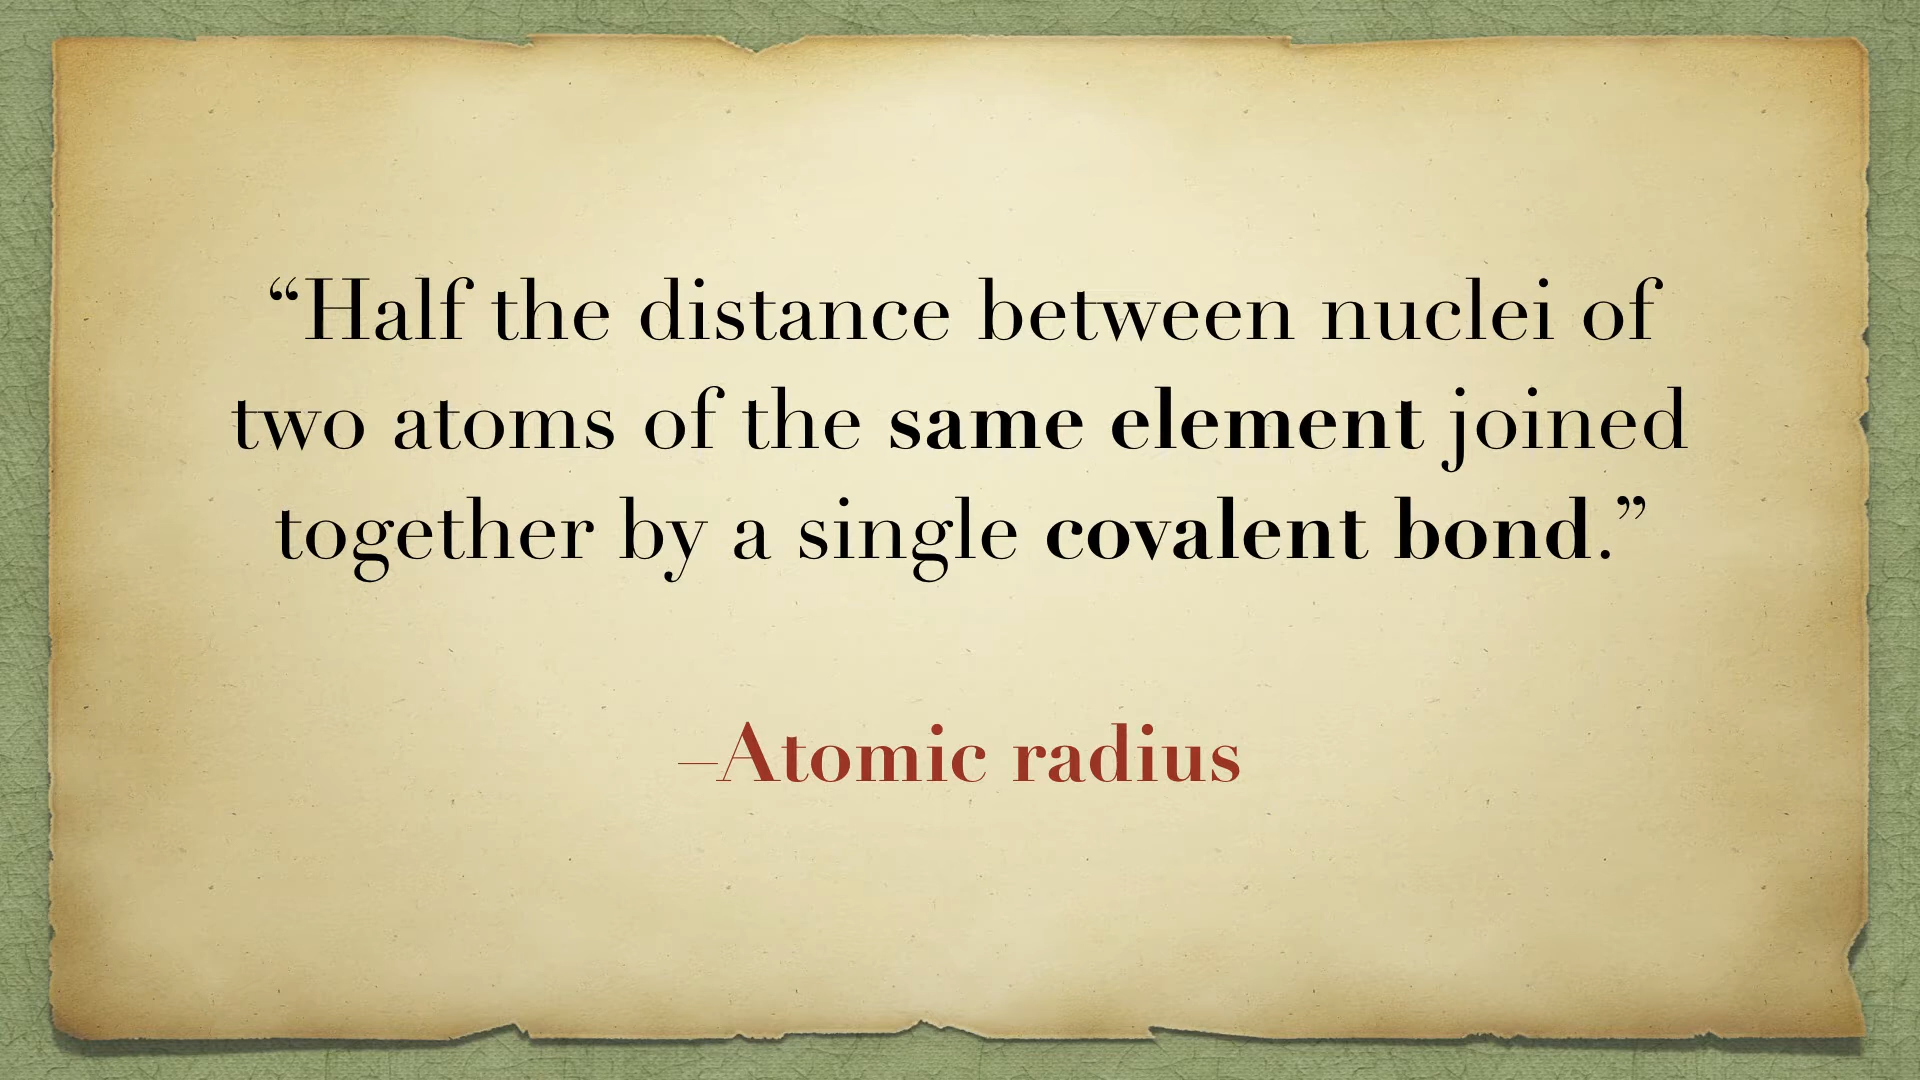 “Half the distance between nuclei of
two atoms of the same element joined
together by a single covalent bond.”
–Atomic radius